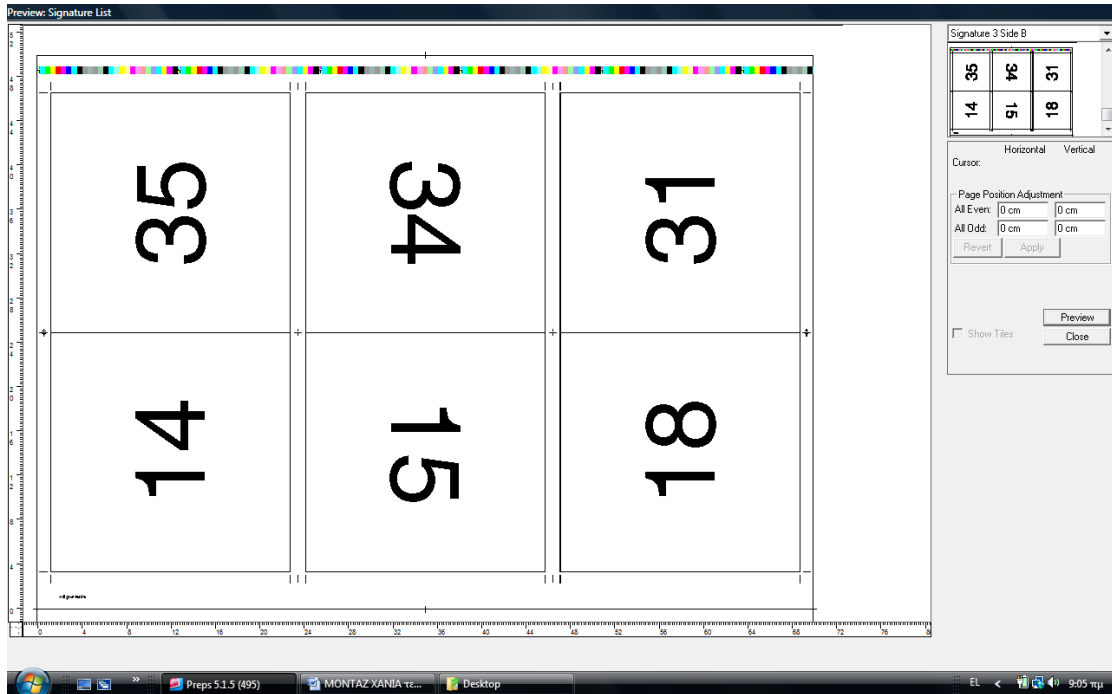 Preview: Signature List
Signature 3 Side B
35 34 31
14 15 18
35 34 31
14 15 18
Horizontal Vertical
Cursor:
Page Position Adjustment
All Even: 0 cm 0 cm
All Odd: 0 cm 0 cm
Revert Apply
Preview
Show Tiles
Close
0 4 8 12 16 20 24 28 32 36 40 44 48 52 56 60 64 68 72 76
Preps 5.1.5 (495)
MONTAZ XANIA τε...
Desktop
EL
9:05 πμ